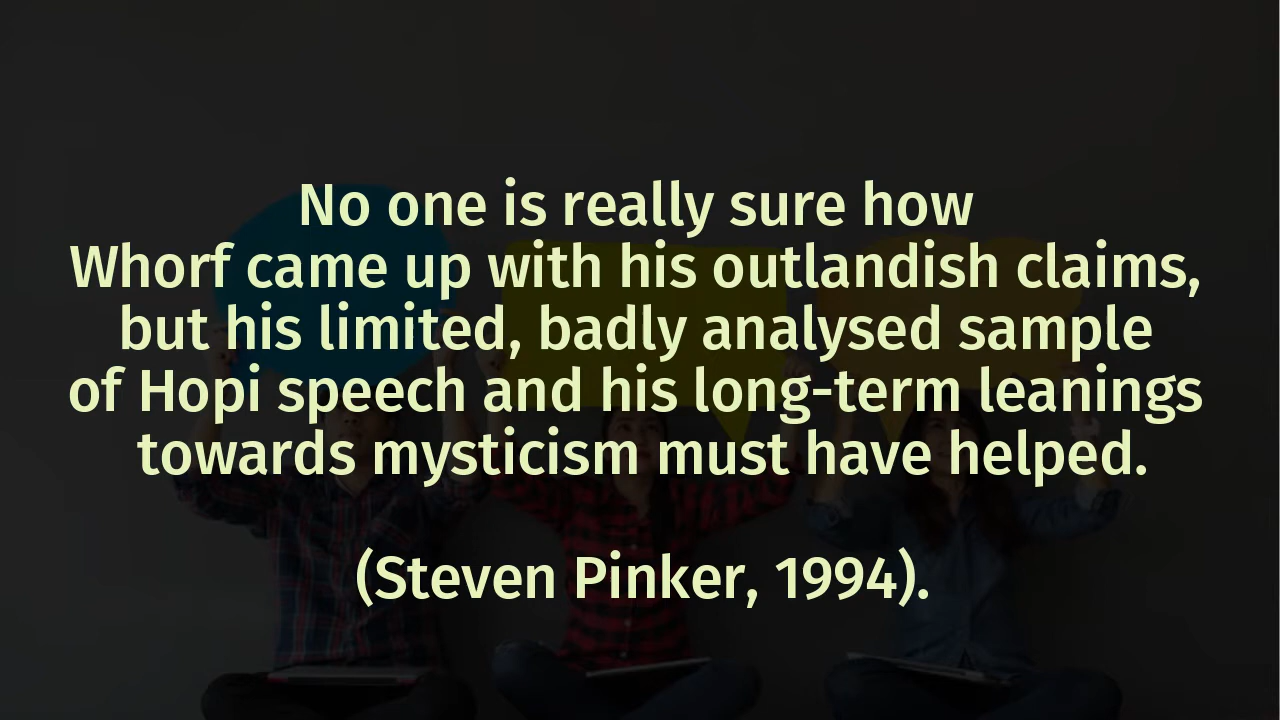 No one is really sure how
Whorf came up with his outlandish claims,
but his limited, badly analysed sample
of Hopi speech and his long-term leanings
towards mysticism must have helped.
(Steven Pinker, 1994).